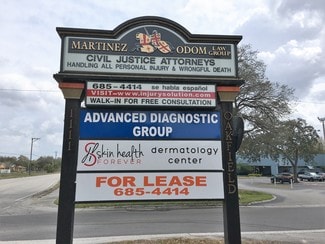 MARTINEZ ODOM LAW GROUP
CIVIL JUSTICE ATTORNEYS
HANDLING ALL PERSONAL INJURY & WRONGFUL DEATH
685-4414 se habla español
VISIT-www.injurysolution.com
WALK-IN FOR FREE CONSULTATION
ADVANCED DIAGNOSTIC
GROUP
skin health dermatology
FOREVER center
FOR LEASE
685-4414
1111
OAKFIELD